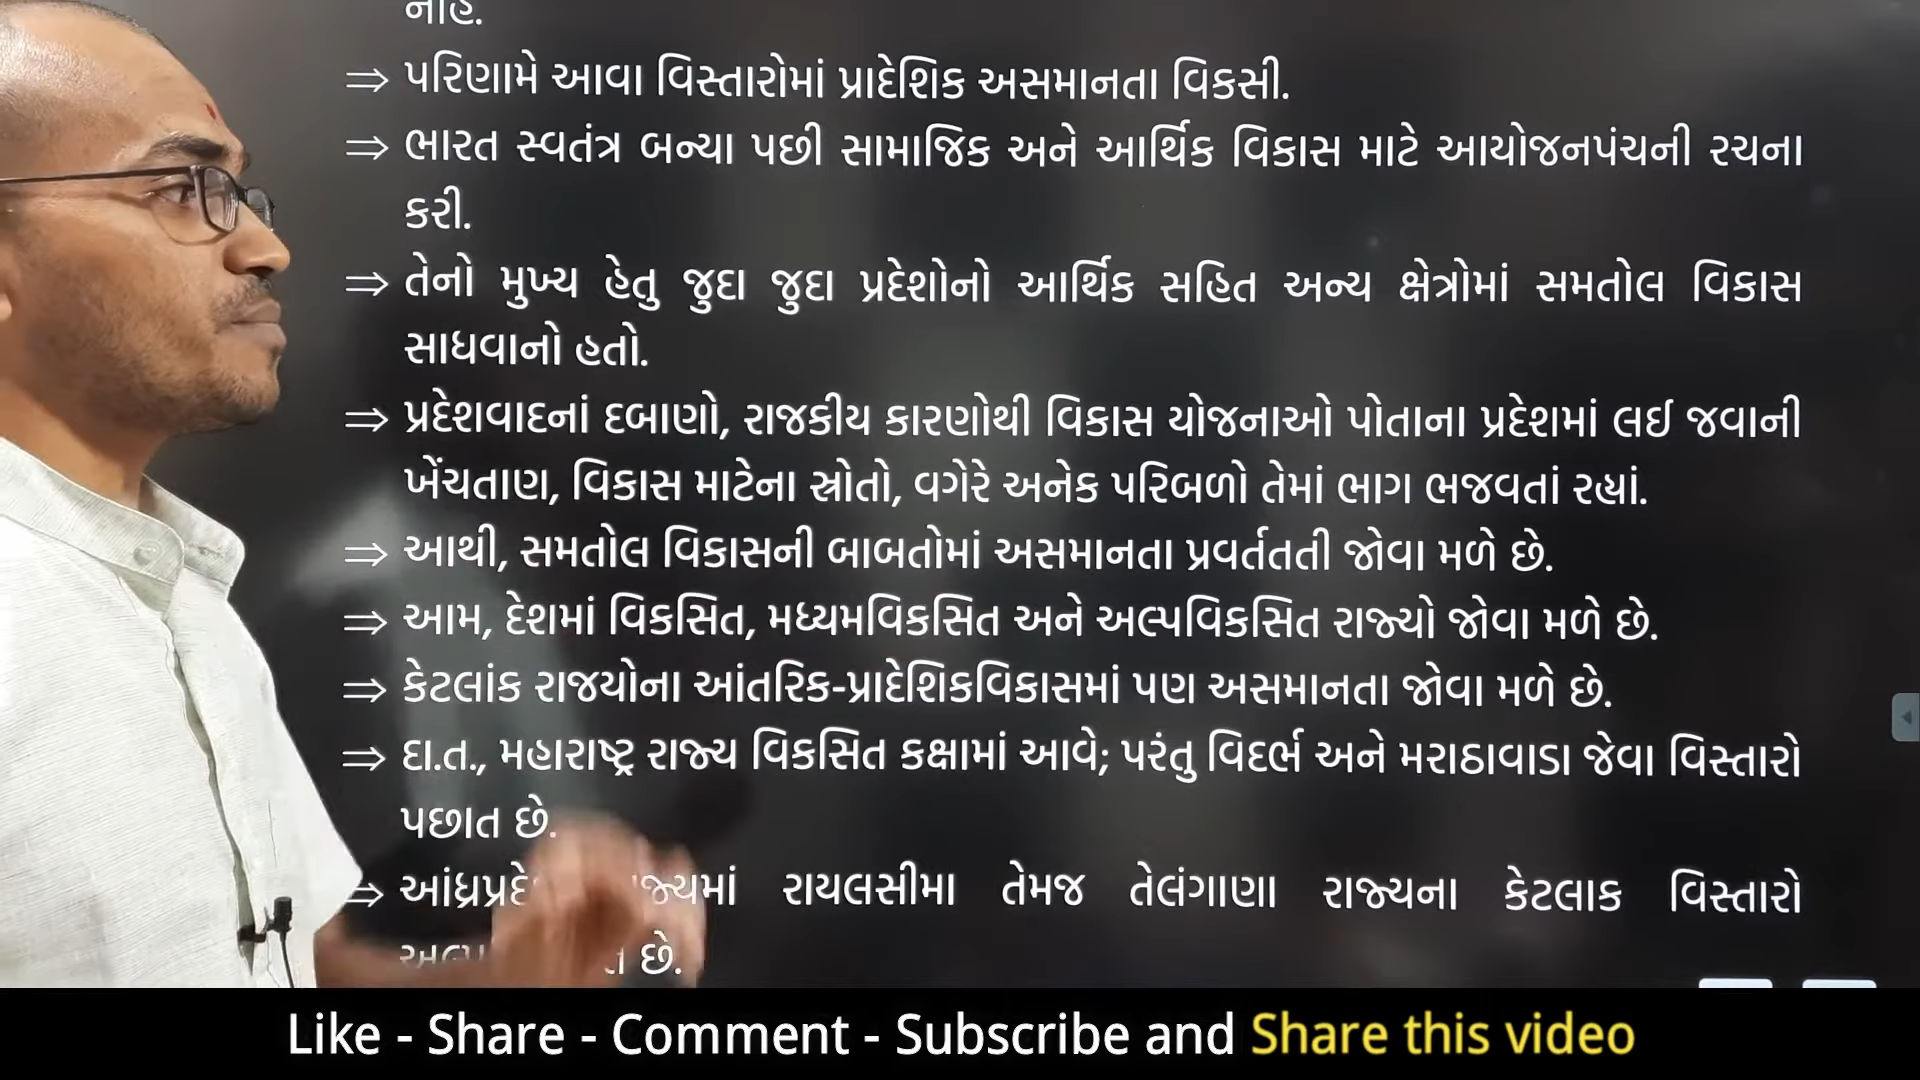 નહિ.
⇒ પરિણામે આવા વિસ્તારોમાં પ્રાદેશિક અસમાનતા વિકસી.
⇒ ભારત સ્વતંત્ર બન્યા પછી સામાજિક અને આર્થિક વિકાસ માટે આયોજનપંચની રચના
કરી.
⇒ તેનો મુખ્ય હેતુ જુદા જુદા પ્રદેશોનો આર્થિક સહિત અન્ય ક્ષેત્રોમાં સમતોલ વિકાસ
સાધવાનો હતો.
⇒ પ્રદેશવાદનાં દબાણો, રાજકીય કારણોથી વિકાસ યોજનાઓ પોતાના પ્રદેશમાં લઈ જવાની
ખેંચતાણ, વિકાસ માટેના સ્રોતો, વગેરે અનેક પરિબળો તેમાં ભાગ ભજવતાં રહ્યાં.
⇒ આથી, સમતોલ વિકાસની બાબતોમાં અસમાનતા પ્રવર્તતતી જોવા મળે છે.
⇒ આમ, દેશમાં વિકસિત, મધ્યમવિકસિત અને અલ્પવિકસિત રાજ્યો જોવા મળે છે.
⇒ કેટલાંક રાજયોના આંતરિક-પ્રાદેશિકવિકાસમાં પણ અસમાનતા જોવા મળે છે.
⇒ દા.ત., મહારાષ્ટ્ર રાજ્ય વિકસિત કક્ષામાં આવે; પરંતુ વિદર્ભ અને મરાઠાવાડા જેવા વિસ્તારો
પછાત છે.
⇒ રાયલસીમા તેમજ તેલંગાણા રાજ્યના કેટલાક વિસ્તારો
છે.
Like - Share - Comment - Subscribe and Share this video